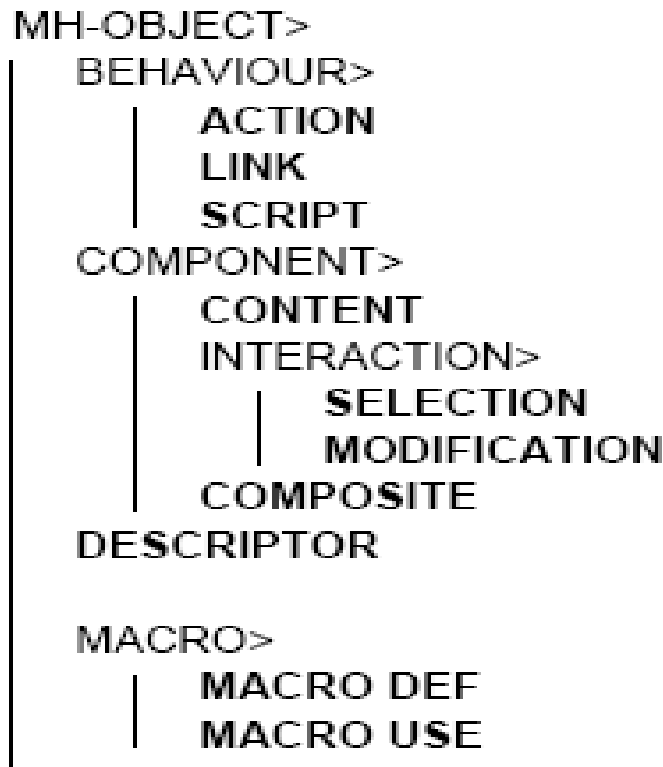 MH-OBJECT>
BEHAVIOUR>
ACTION
LINK
SCRIPT
COMPONENT>
CONTENT
INTERACTION>
SELECTION
MODIFICATION
COMPOSITE
DESCRIPTOR
MACRO>
MACRO DEF
MACRO USE